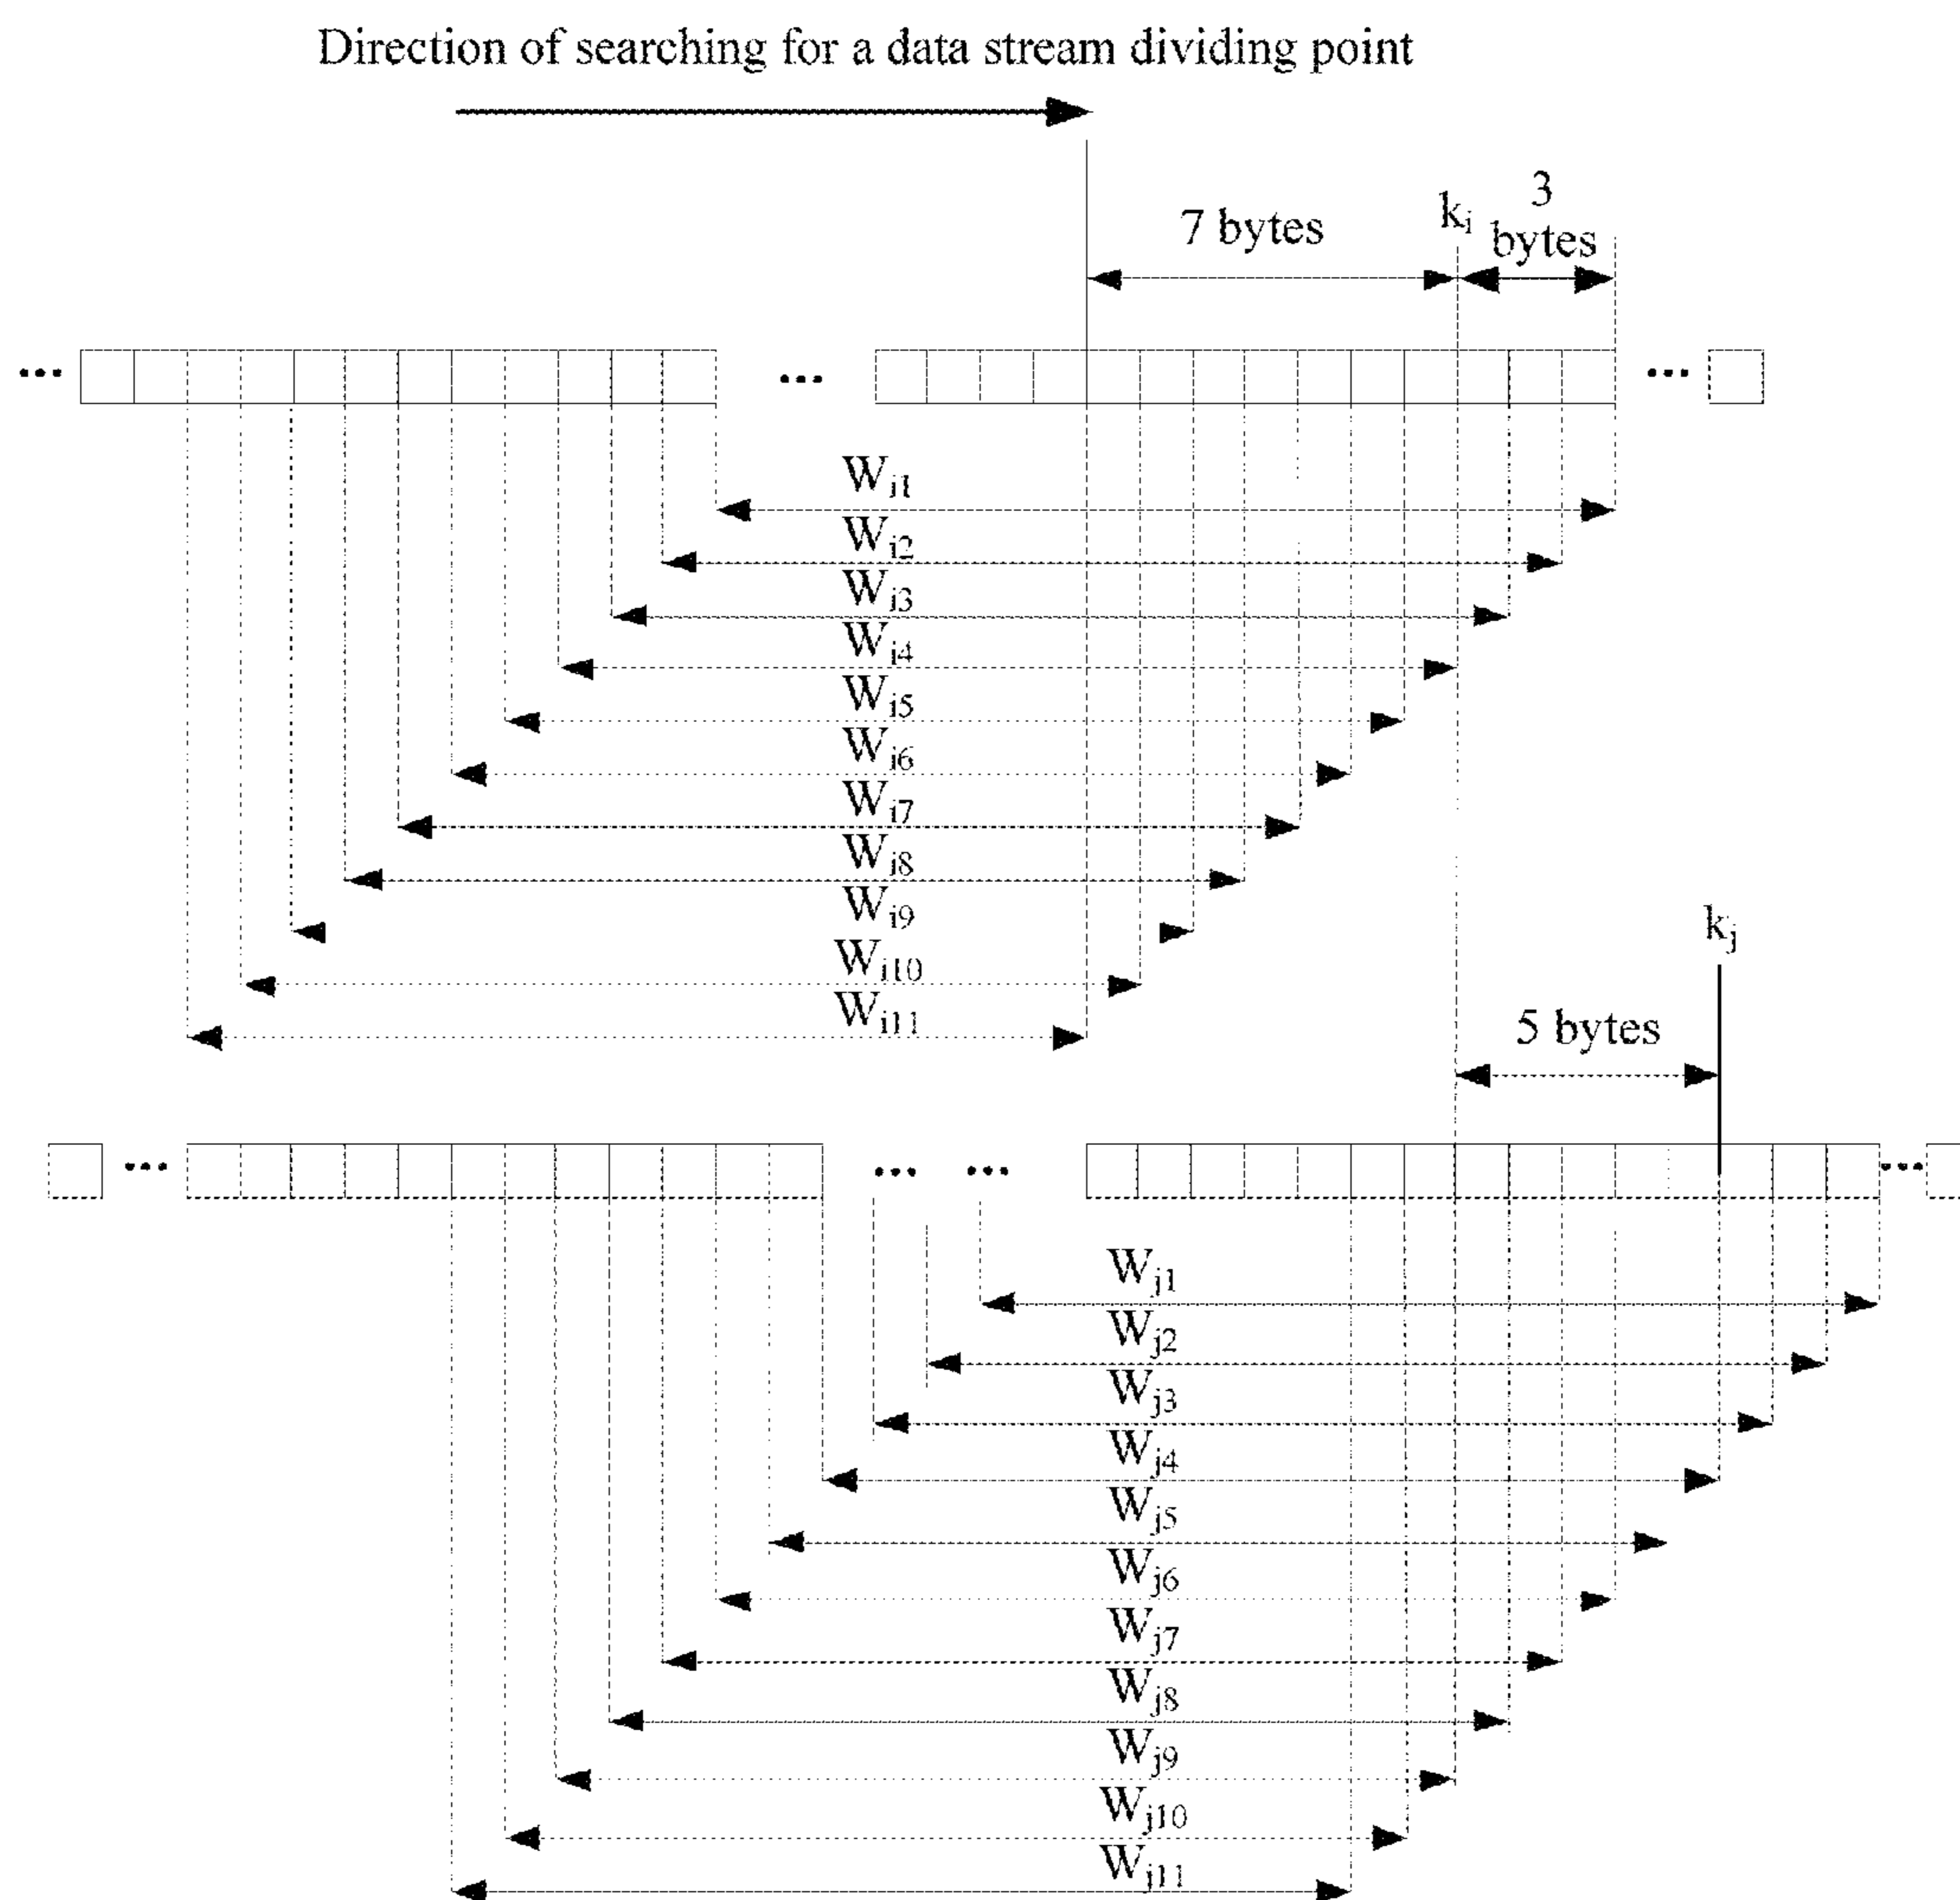 Direction of searching for a data stream dividing point
7 bytes
kᵢ
3
bytes
...
...
...
Wᵢ₁
Wᵢ₂
Wᵢ₃
Wᵢ₄
Wᵢ₅
Wᵢ₆
Wᵢ₇
Wᵢ₈
Wᵢ₉
Wᵢ₁₀
Wᵢ₁₁
kⱼ
5 bytes
...
...
...
...
Wⱼ₁
Wⱼ₂
Wⱼ₃
Wⱼ₄
Wⱼ₅
Wⱼ₆
Wⱼ₇
Wⱼ₈
Wⱼ₉
Wⱼ₁₀
Wⱼ₁₁